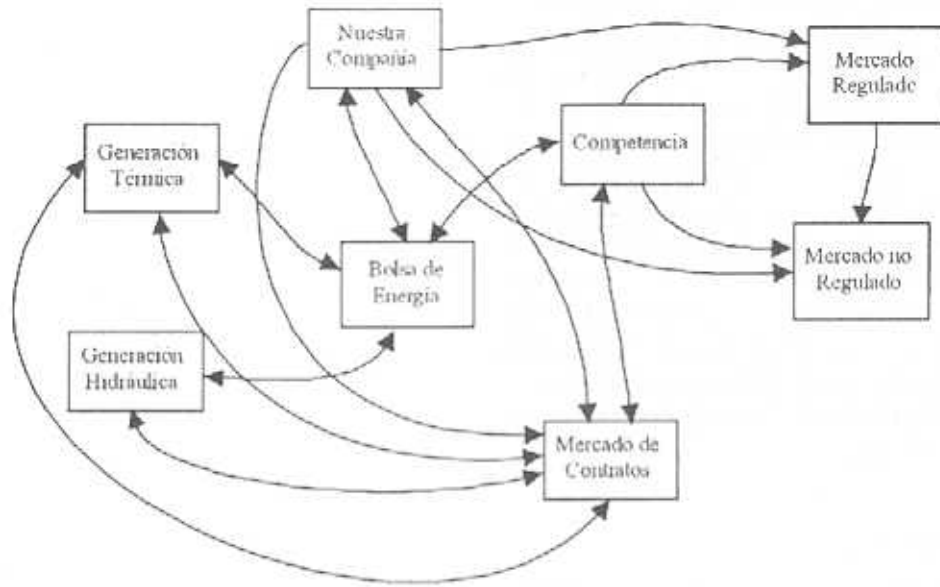 Nuestra
Compañía
Mercado
Regulado
Generación
Térmica
Competencia
Bolsa de
Energía
Mercado no
Regulado
Generación
Hidráulica
Mercado de
Contratos